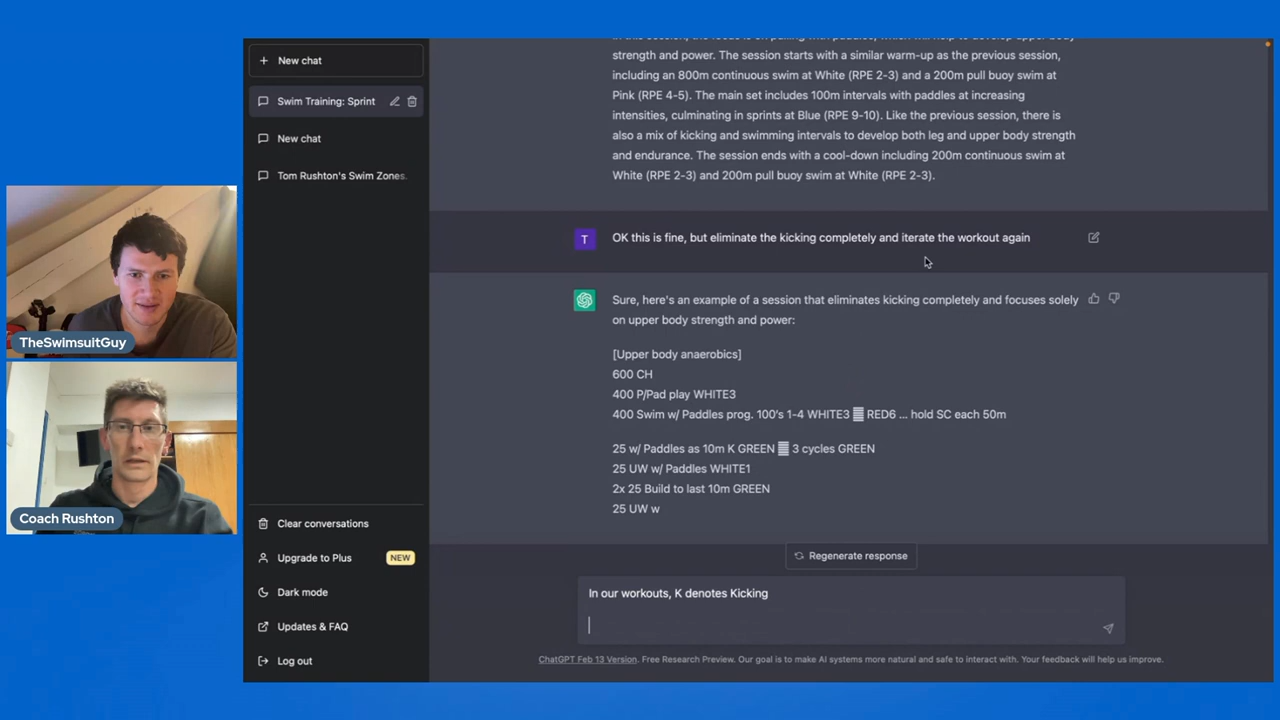 New chat
Swim Training: Sprint
New chat
Tom Rushton's Swim Zones.
Clear conversations
Upgrade to Plus
NEW
Dark mode
Updates & FAQ
Log out
TheSwimsuitGuy
Coach Rushton
strength and power. The session starts with a similar warm-up as the previous session,
including an 800m continuous swim at White (RPE 2-3) and a 200m pull buoy swim at
Pink (RPE 4-5). The main set includes 100m intervals with paddles at increasing
intensities, culminating in sprints at Blue (RPE 9-10). Like the previous session, there is
also a mix of kicking and swimming intervals to develop both leg and upper body strength
and endurance. The session ends with a cool-down including 200m continuous swim at
White (RPE 2-3) and 200m pull buoy swim at White (RPE 2-3).
T
OK this is fine, but eliminate the kicking completely and iterate the workout again
Sure, here's an example of a session that eliminates kicking completely and focuses solely
on upper body strength and power:
[Upper body anaerobics]
600 CH
400 P/Pad play WHITE3
400 Swim w/ Paddles prog. 100's 1-4 WHITE3 ▒ RED6 ... hold SC each 50m
25 w/ Paddles as 10m K GREEN ▒ 3 cycles GREEN
25 UW w/ Paddles WHITE1
2x 25 Build to last 10m GREEN
25 UW w
Regenerate response
In our workouts, K denotes Kicking
ChatGPT Feb 13 Version. Free Research Preview. Our goal is to make AI systems more natural and safe to interact with. Your feedback will help us improve.